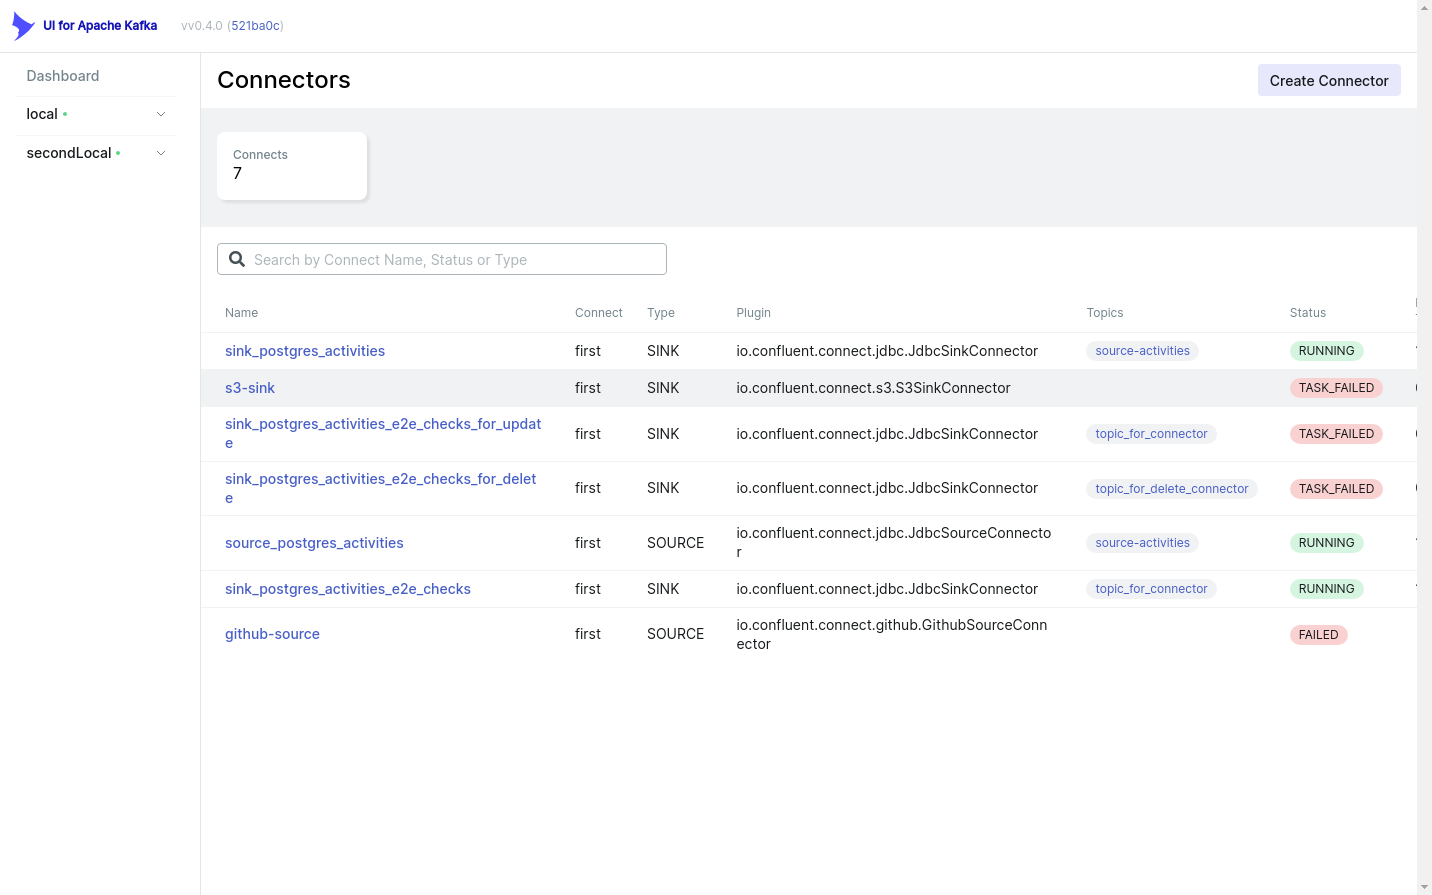 UI for Apache Kafka
vv0.4.0 (521ba0c)
Dashboard
local
secondLocal
Connectors
Create Connector
Connects
7
Search by Connect Name, Status or Type
Name Connect Type Plugin Topics Status
sink_postgres_activities first SINK io.confluent.connect.jdbc.JdbcSinkConnector source-activities RUNNING
s3-sink first SINK io.confluent.connect.s3.S3SinkConnector TASK_FAILED
sink_postgres_activities_e2e_checks_for_updat
e
first SINK io.confluent.connect.jdbc.JdbcSinkConnector topic_for_connector TASK_FAILED
sink_postgres_activities_e2e_checks_for_delet
e
first SINK io.confluent.connect.jdbc.JdbcSinkConnector topic_for_delete_connector TASK_FAILED
source_postgres_activities first SOURCE
io.confluent.connect.jdbc.JdbcSourceConnecto
r
source-activities RUNNING
sink_postgres_activities_e2e_checks first SINK io.confluent.connect.jdbc.JdbcSinkConnector topic_for_connector RUNNING
github-source first SOURCE
io.confluent.connect.github.GithubSourceConn
ector
FAILED